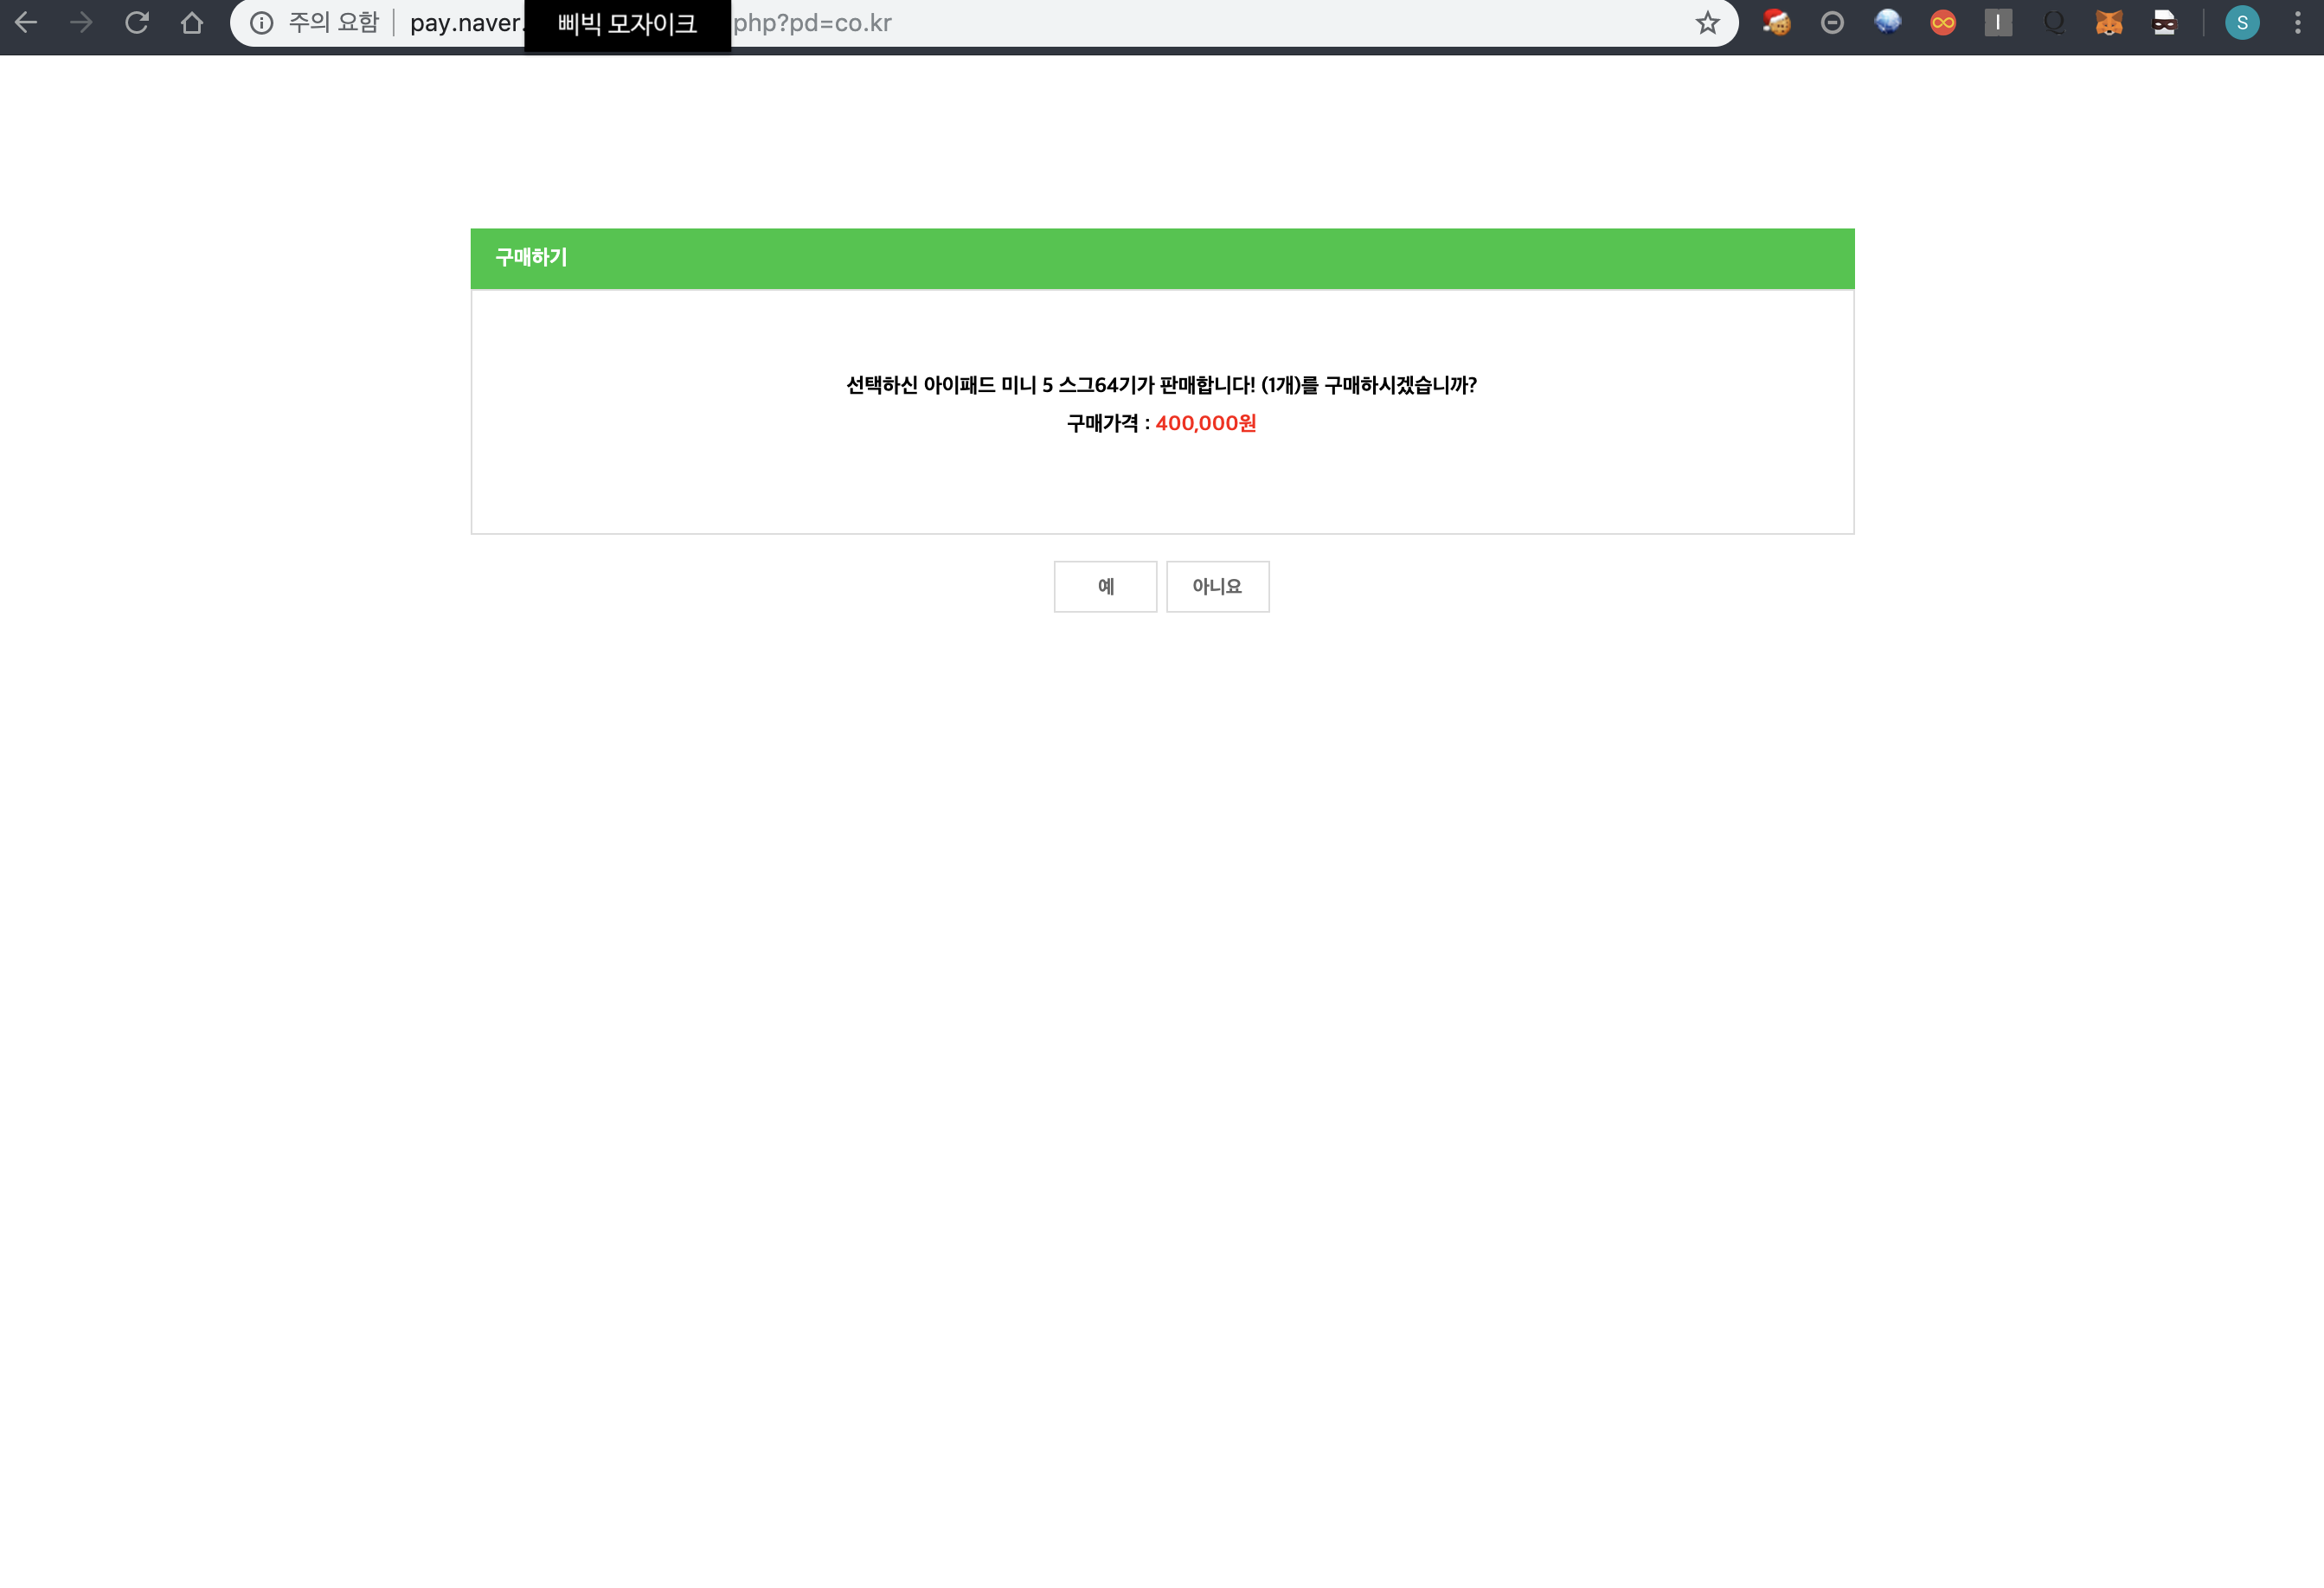 주의 요함 pay.naver. 삐빅 모자이크 php?pd=co.kr S
구매하기
선택하신 아이패드 미니 5 스그64기가 판매합니다! (1개)를 구매하시겠습니까?
구매가격 : 400,000원
예 아니요